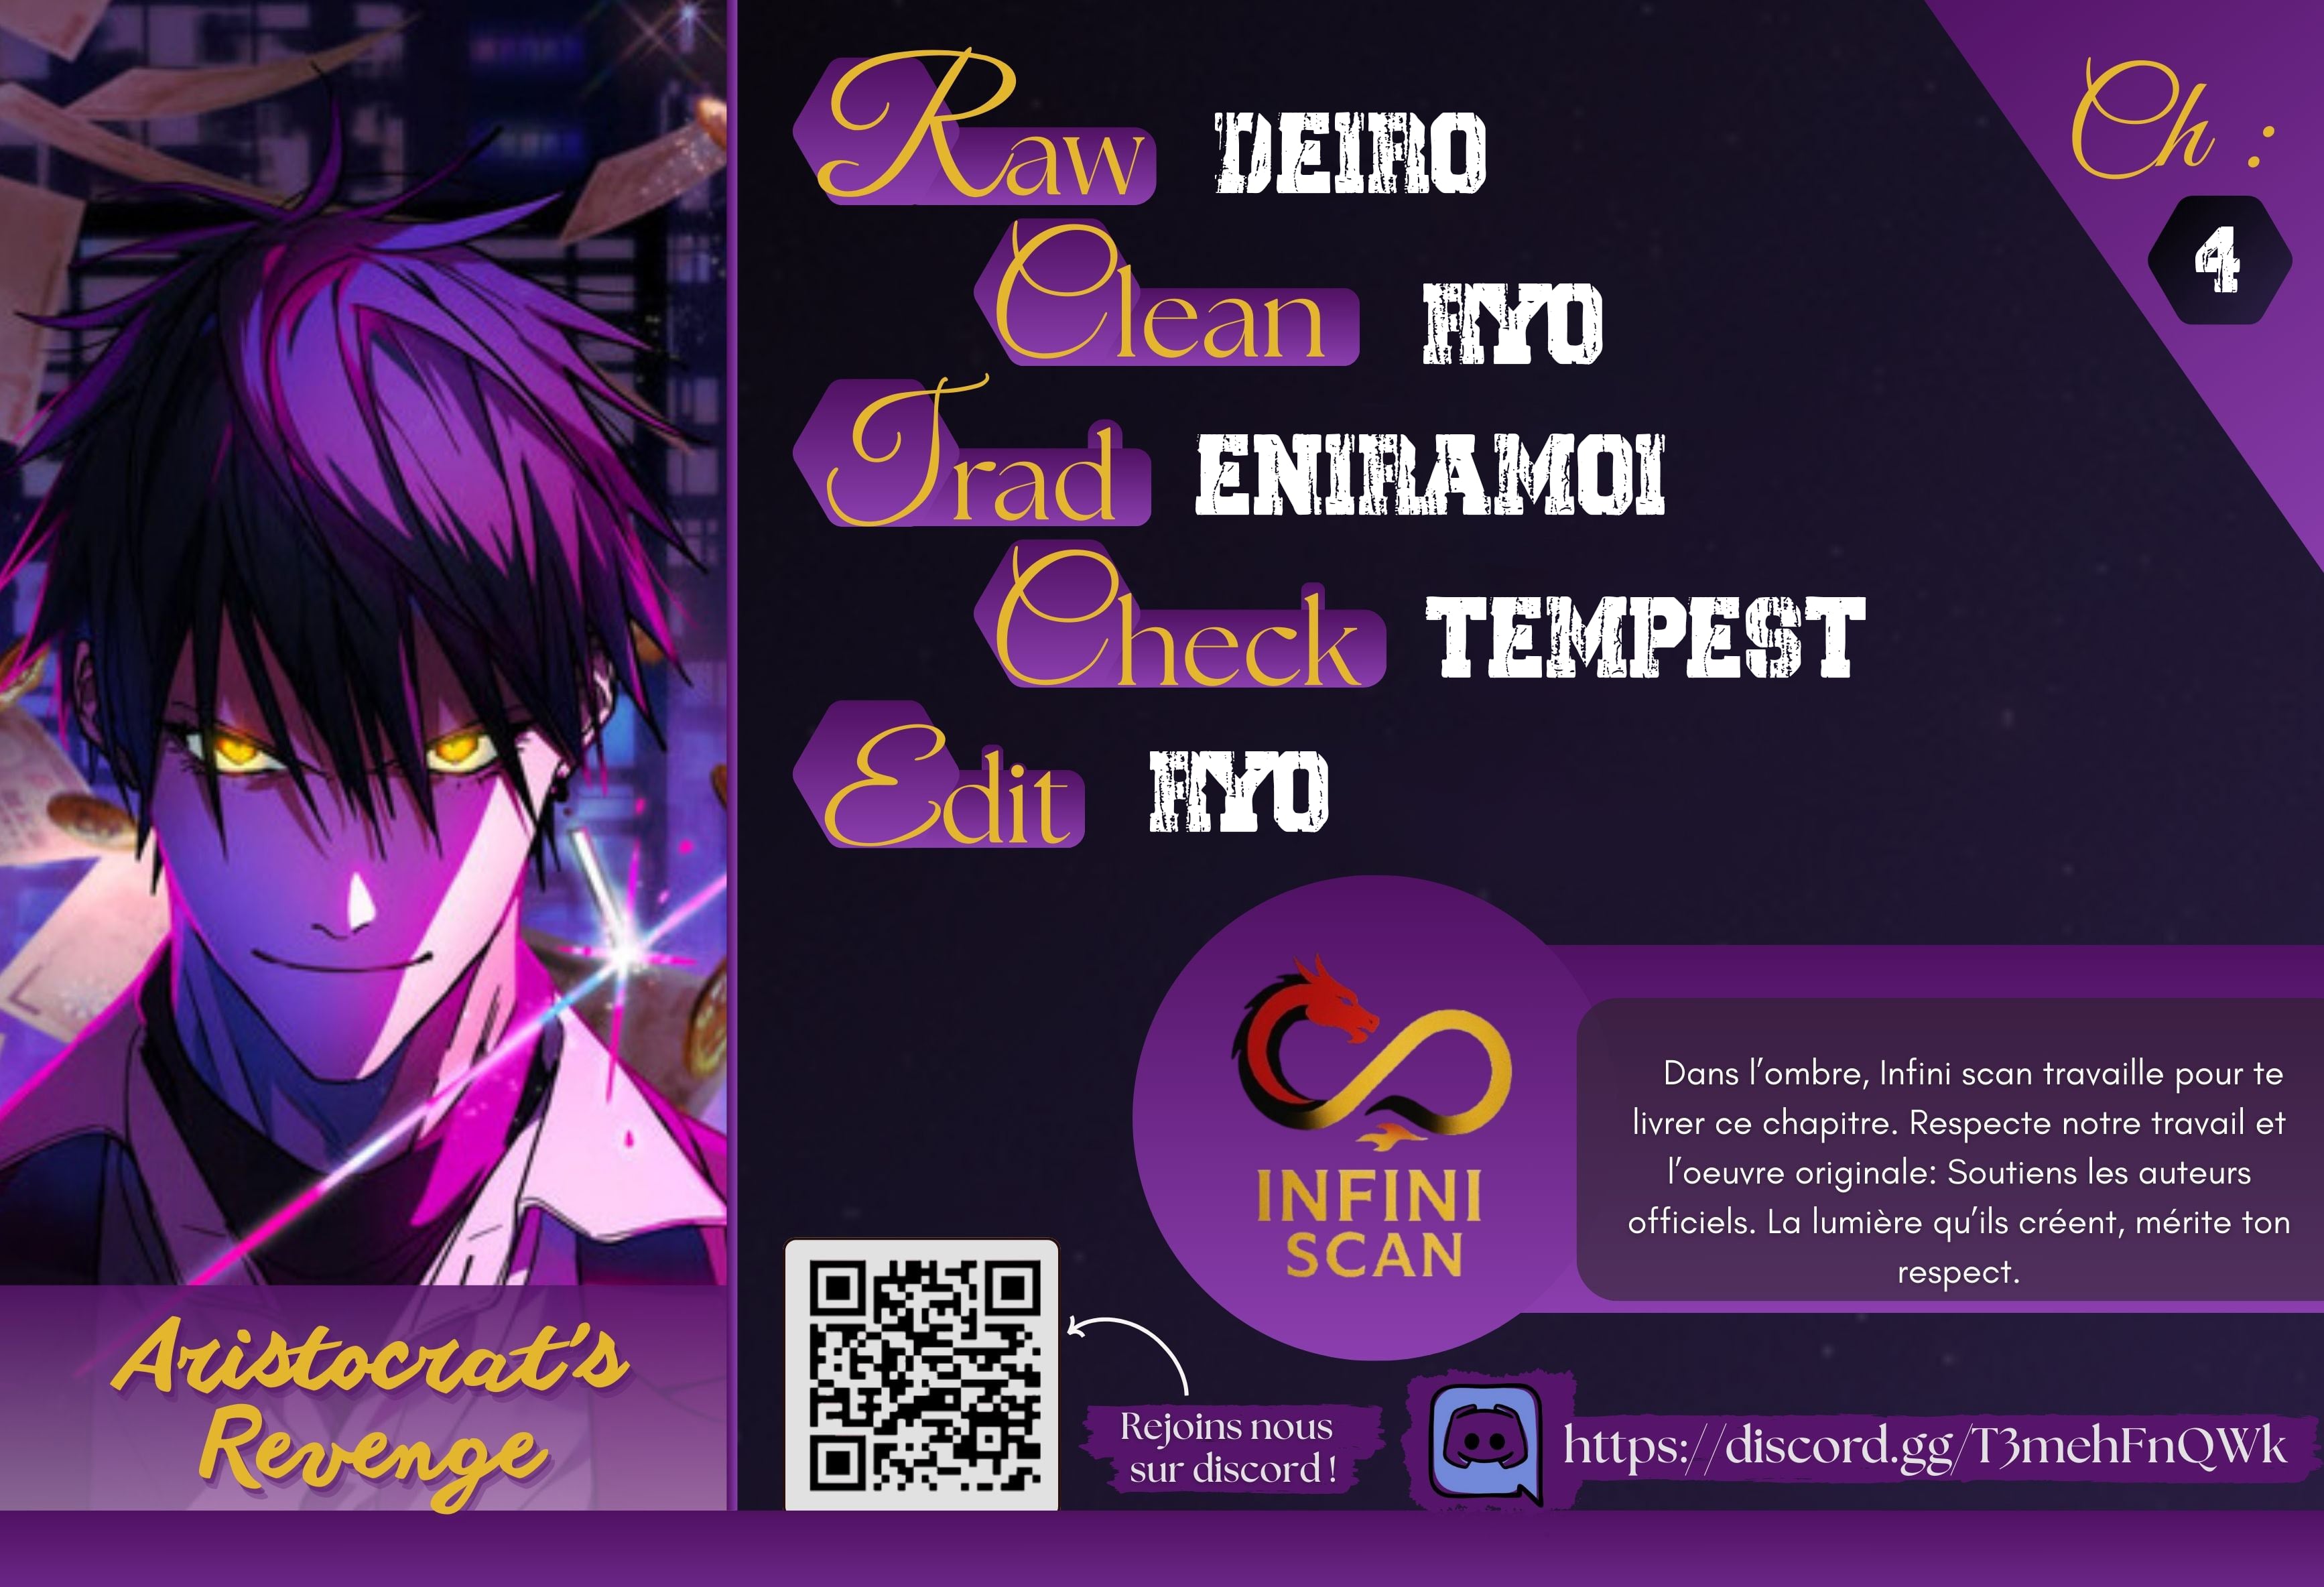 Raw DEIRO
Clean RYO
Trad ENIRAMOI
Check TEMPEST
Edit RYO
Ch :
4
INFINI
SCAN
Dans l'ombre, Infini scan travaille pour te
livrer ce chapitre. Respecte notre travail et
l'oeuvre originale: Soutiens les auteurs
officiels. La lumière qu'ils créent, mérite ton
respect.
Aristocrat's
Revenge
Rejoins nous
sur discord !
https://discord.gg/T3mehFnQWk